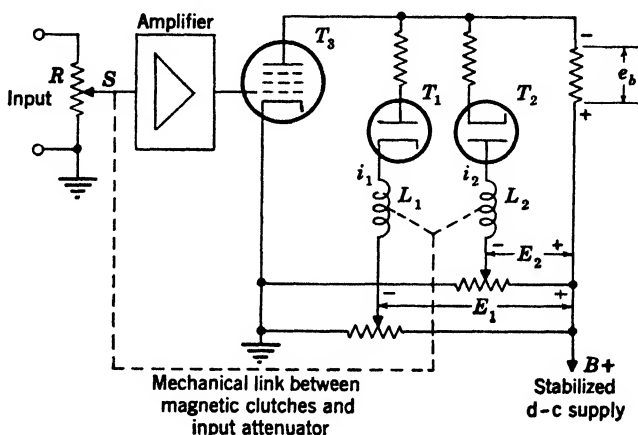 Amplifier
T3
R
S
Input
T1
T2
−
eb
+
i1
L1
i2
L2
−
+
E2
−
+
E1
B+
Stabilized
d-c supply
Mechanical link between
magnetic clutches and
input attenuator